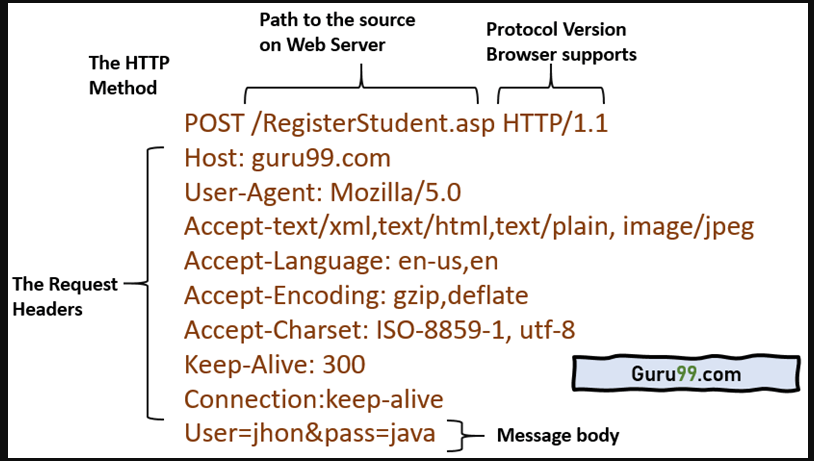 Path to the source
on Web Server
Protocol Version
Browser supports
The HTTP
Method
POST /RegisterStudent.asp HTTP/1.1
Host: guru99.com
User-Agent: Mozilla/5.0
Accept-text/xml,text/html,text/plain, image/jpeg
Accept-Language: en-us,en
Accept-Encoding: gzip,deflate
Accept-Charset: ISO-8859-1, utf-8
Keep-Alive: 300
Connection:keep-alive
User=jhon&pass=java
The Request
Headers
Message body
Guru99.com